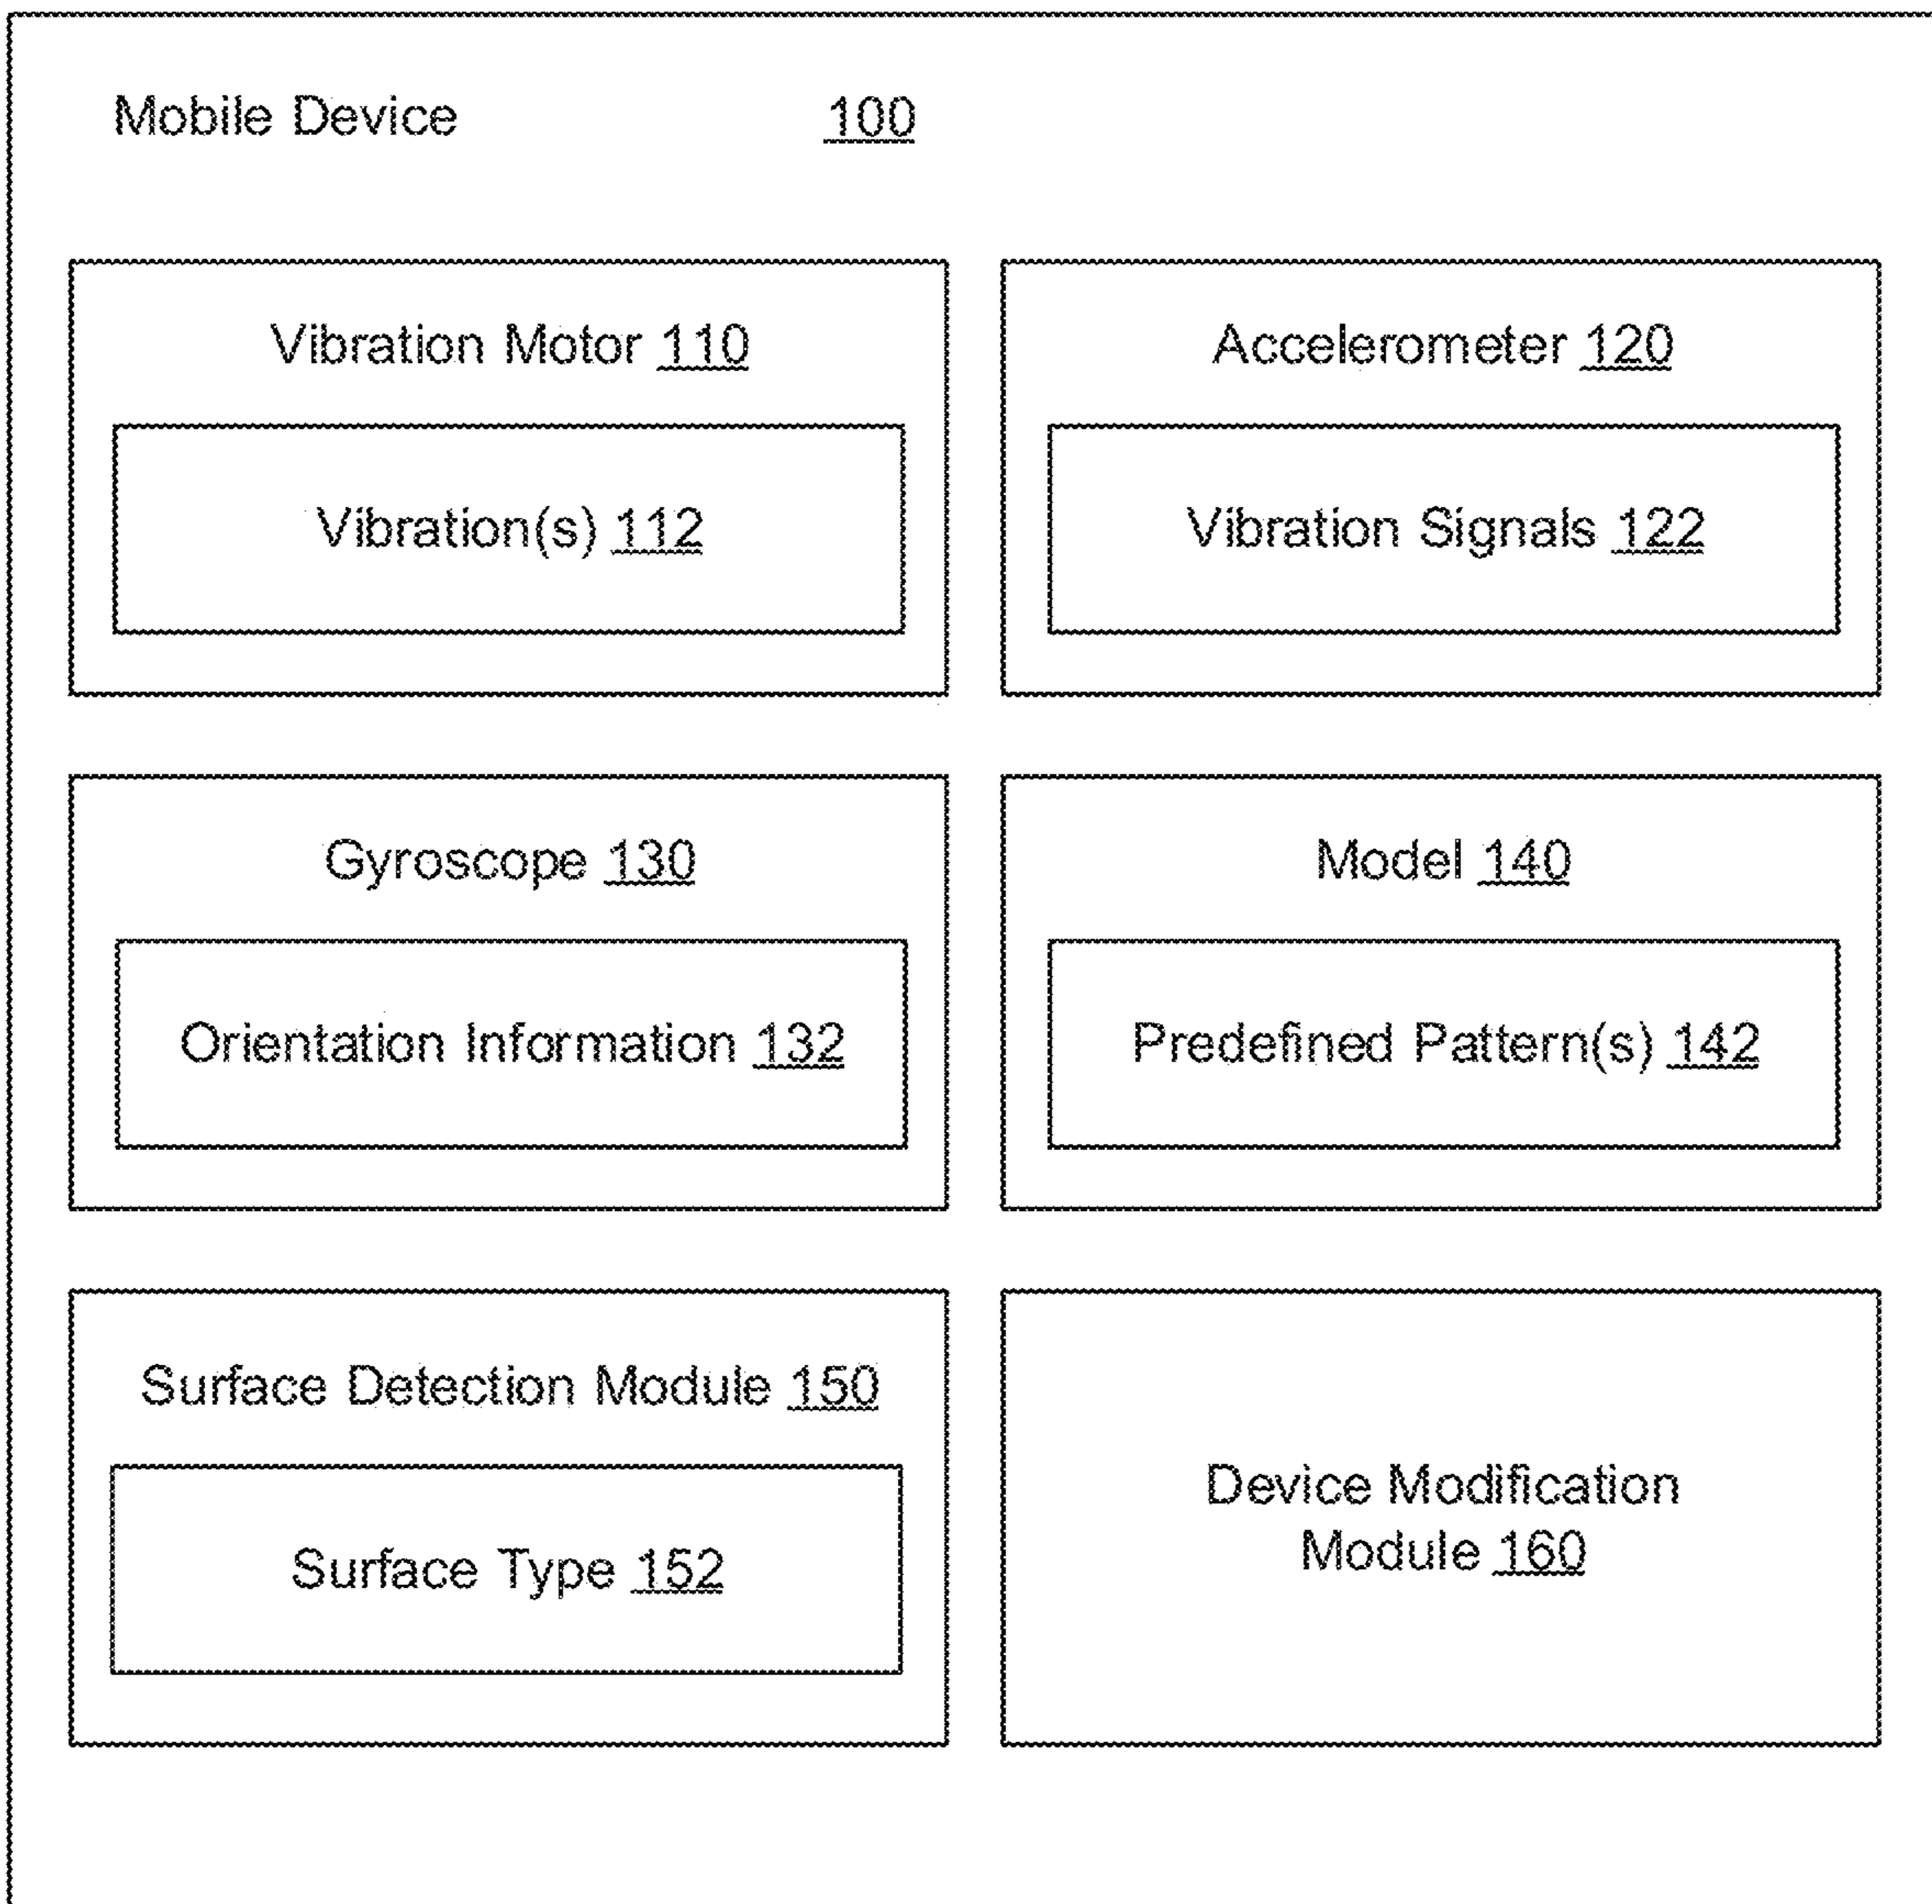 Mobile Device 100
Vibration Motor 110
Vibration(s) 112
Accelerometer 120
Vibration Signals 122
Gyroscope 130
Orientation Information 132
Model 140
Predefined Pattern(s) 142
Surface Detection Module 150
Surface Type 152
Device Modification
Module 160